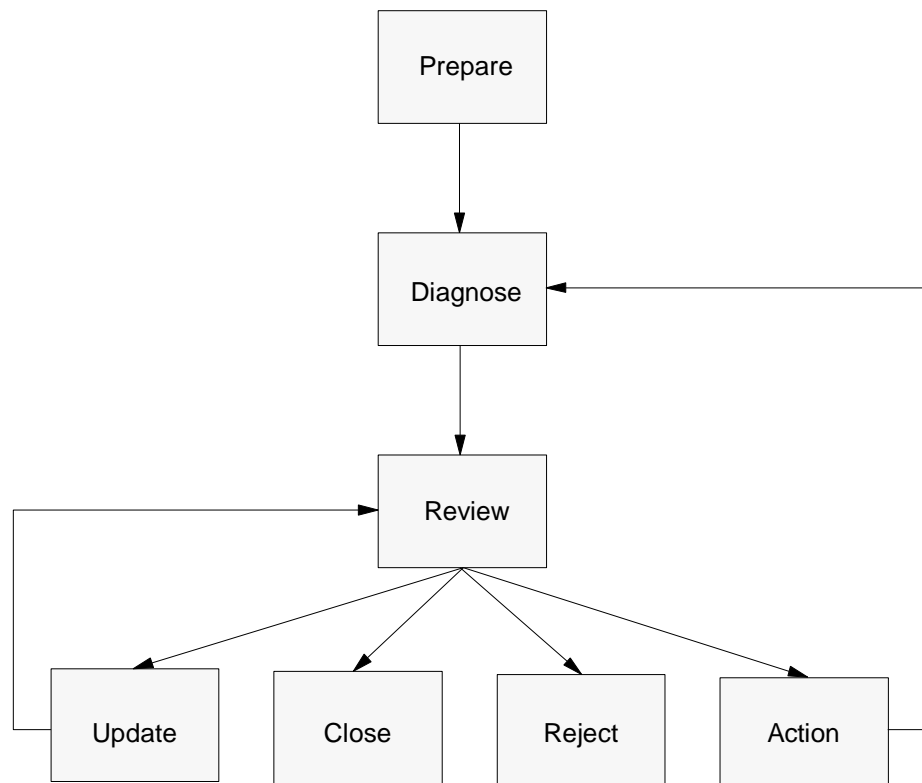 Prepare
Diagnose
Review
Update
Close
Reject
Action